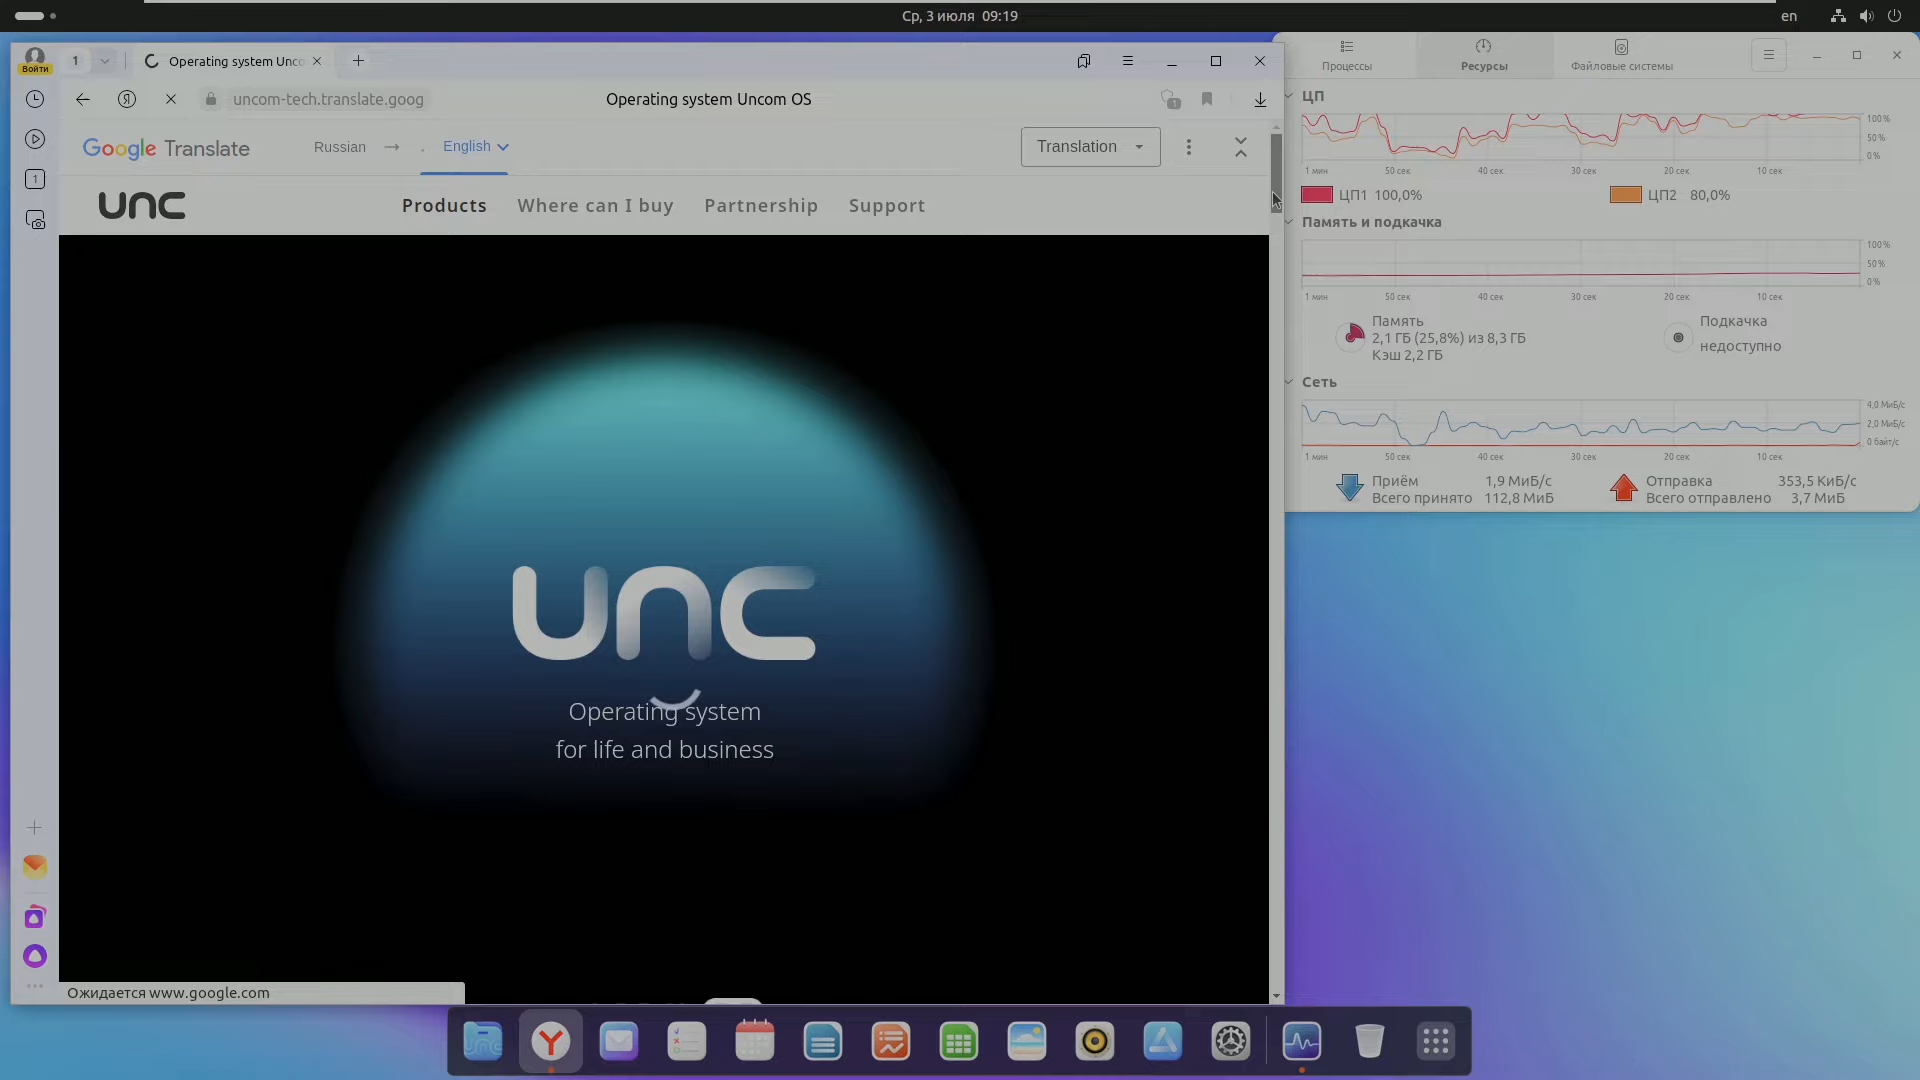 Ср, 3 июля 09:19
en
Войти
1
Operating system Unco
uncom-tech.translate.goog
Operating system Uncom OS
1
Google Translate
Russian
English
Translation
1
unc
Products
Where can I buy
Partnership
Support
unc
Operating system
for life and business
Ожидается www.google.com
Процессы
Ресурсы
Файловые системы
ЦП
100 %
50 %
0 %
1 мин
50 сек
40 сек
30 сек
20 сек
10 сек
ЦП1 100,0%
ЦП2 80,0%
Память и подкачка
100 %
50 %
0 %
1 мин
50 сек
40 сек
30 сек
20 сек
10 сек
Память
2,1 ГБ (25,8%) из 8,3 ГБ
Кэш 2,2 ГБ
Подкачка
недоступно
Сеть
4,0 МиБ/с
2,0 МиБ/с
0 байт/с
1 мин
50 сек
40 сек
30 сек
20 сек
10 сек
Приём 1,9 МиБ/с
Всего принято 112,8 МиБ
Отправка 353,5 КиБ/с
Всего отправлено 3,7 МиБ
unc